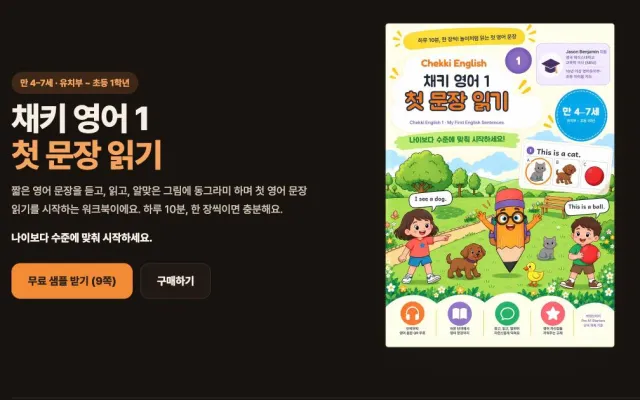 만 4–7세 · 유치부 – 초등 1학년
채키 영어 1
첫 문장 읽기
짧은 영어 문장을 듣고, 읽고, 알맞은 그림에 동그라미 하며 첫 영어 문장
읽기를 시작하는 워크북이에요. 하루 10분, 한 장씩이면 충분해요.
나이보다 수준에 맞춰 시작하세요.
무료 샘플 받기 (9쪽)
구매하기
하루 10분, 한 장씩! 놀이처럼 읽는 첫 영어 문장
Chekki English
1
채키 영어 1
첫 문장 읽기
Chekki English 1 · My First English Sentences
나이보다 수준에 맞춰 시작하세요!
Jason Benjamin
만 4–7세
1 This is a cat.
I see a dog.
This is a ball.